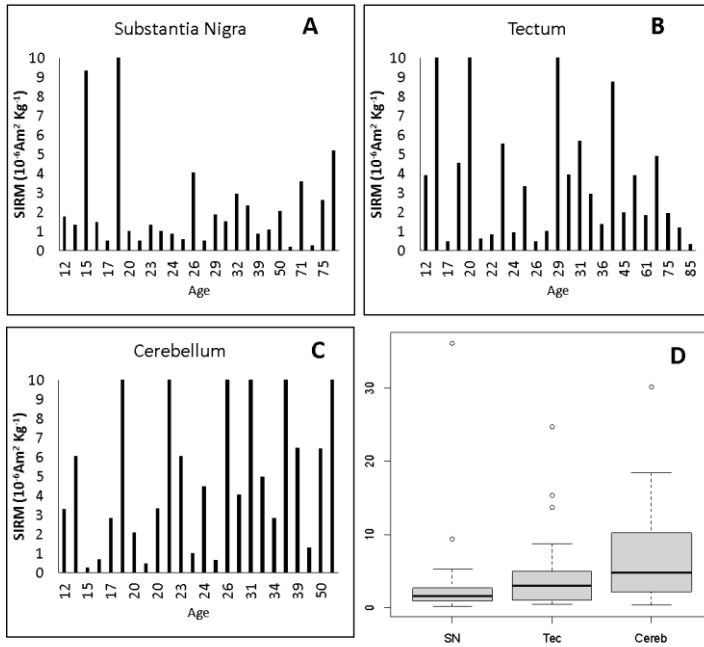 Substantia Nigra
A
SIRM (10⁻⁶Am² Kg⁻¹)
10
9
8
7
6
5
4
3
2
1
0
12 15 17 20 23 24 26 29 32 39 50 71 75
Age
Tectum
B
SIRM (10⁻⁶Am² Kg⁻¹)
10
9
8
7
6
5
4
3
2
1
0
12 17 20 22 24 26 29 31 36 45 61 75 85
Age
Cerebellum
C
SIRM (10⁻⁶Am² Kg⁻¹)
10
9
8
7
6
5
4
3
2
1
0
12 15 17 20 20 23 24 26 31 34 39 50
Age
D
30
20
10
0
SN Tec Cereb